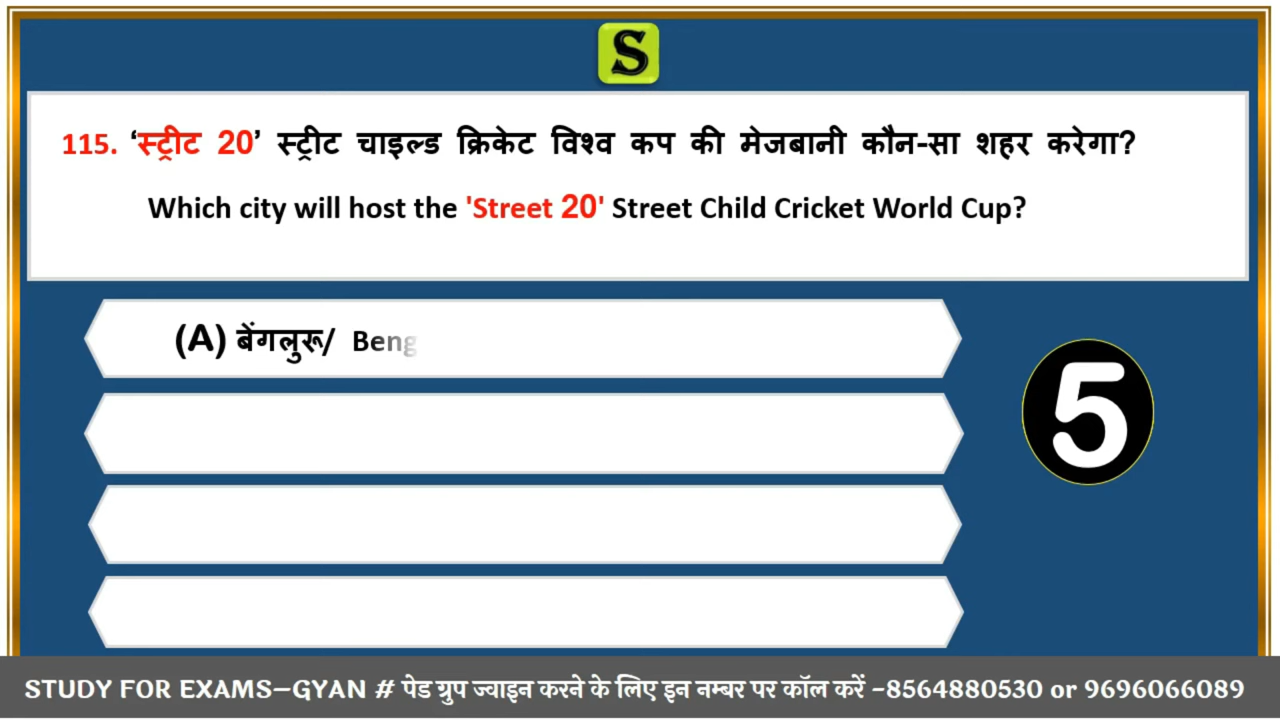 S
115. ‘स्ट्रीट 20’ स्ट्रीट चाइल्ड क्रिकेट विश्व कप की मेजबानी कौन-सा शहर करेगा?
Which city will host the 'Street 20' Street Child Cricket World Cup?
(A) बेंगलुरू/ Beng
5
STUDY FOR EXAMS–GYAN # पेड ग्रुप ज्वाइन करने के लिए इन नम्बर पर कॉल करें -8564880530 or 9696066089